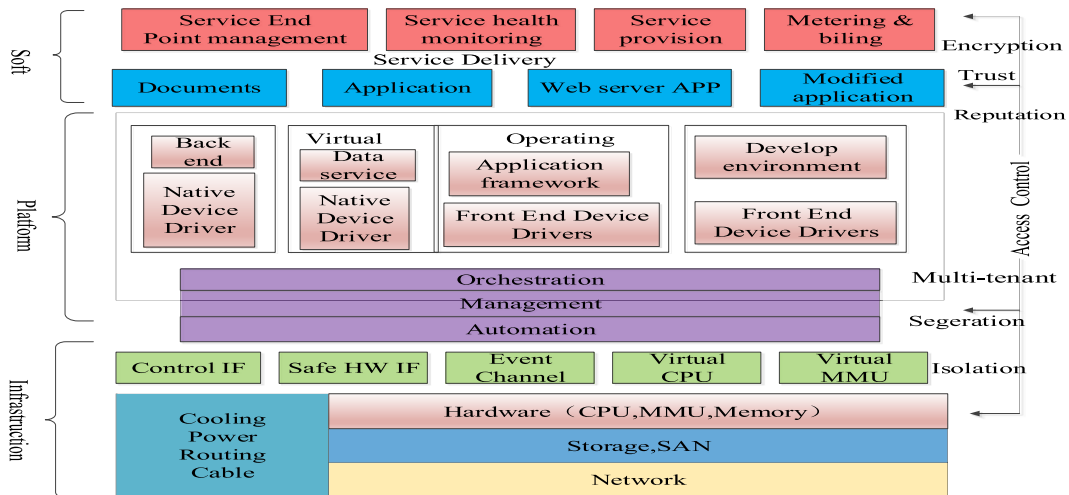 Soft
Service End
Point management
Service health
monitoring
Service
provision
Metering &
biling
Encryption
Service Delivery
Documents
Application
Web server APP
Modified
application
Trust
Reputation
Platform
Back
end
Native
Device
Driver
Virtual
Data
service
Native
Device
Driver
Operating
Application
framework
Front End Device
Drivers
Develop
environment
Front End
Device Drivers
Access Control
Orchestration
Management
Automation
Multi-tenant
Segeration
Infrastruction
Control IF
Safe HW IF
Event
Channel
Virtual
CPU
Virtual
MMU
Isolation
Cooling
Power
Routing
Cable
Hardware（CPU,MMU,Memory）
Storage,SAN
Network